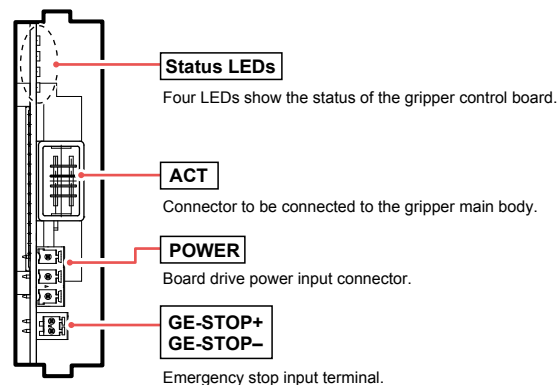 Status LEDs
Four LEDs show the status of the gripper control board.
ACT
Connector to be connected to the gripper main body.
POWER
Board drive power input connector.
GE-STOP+
GE-STOP–
Emergency stop input terminal.